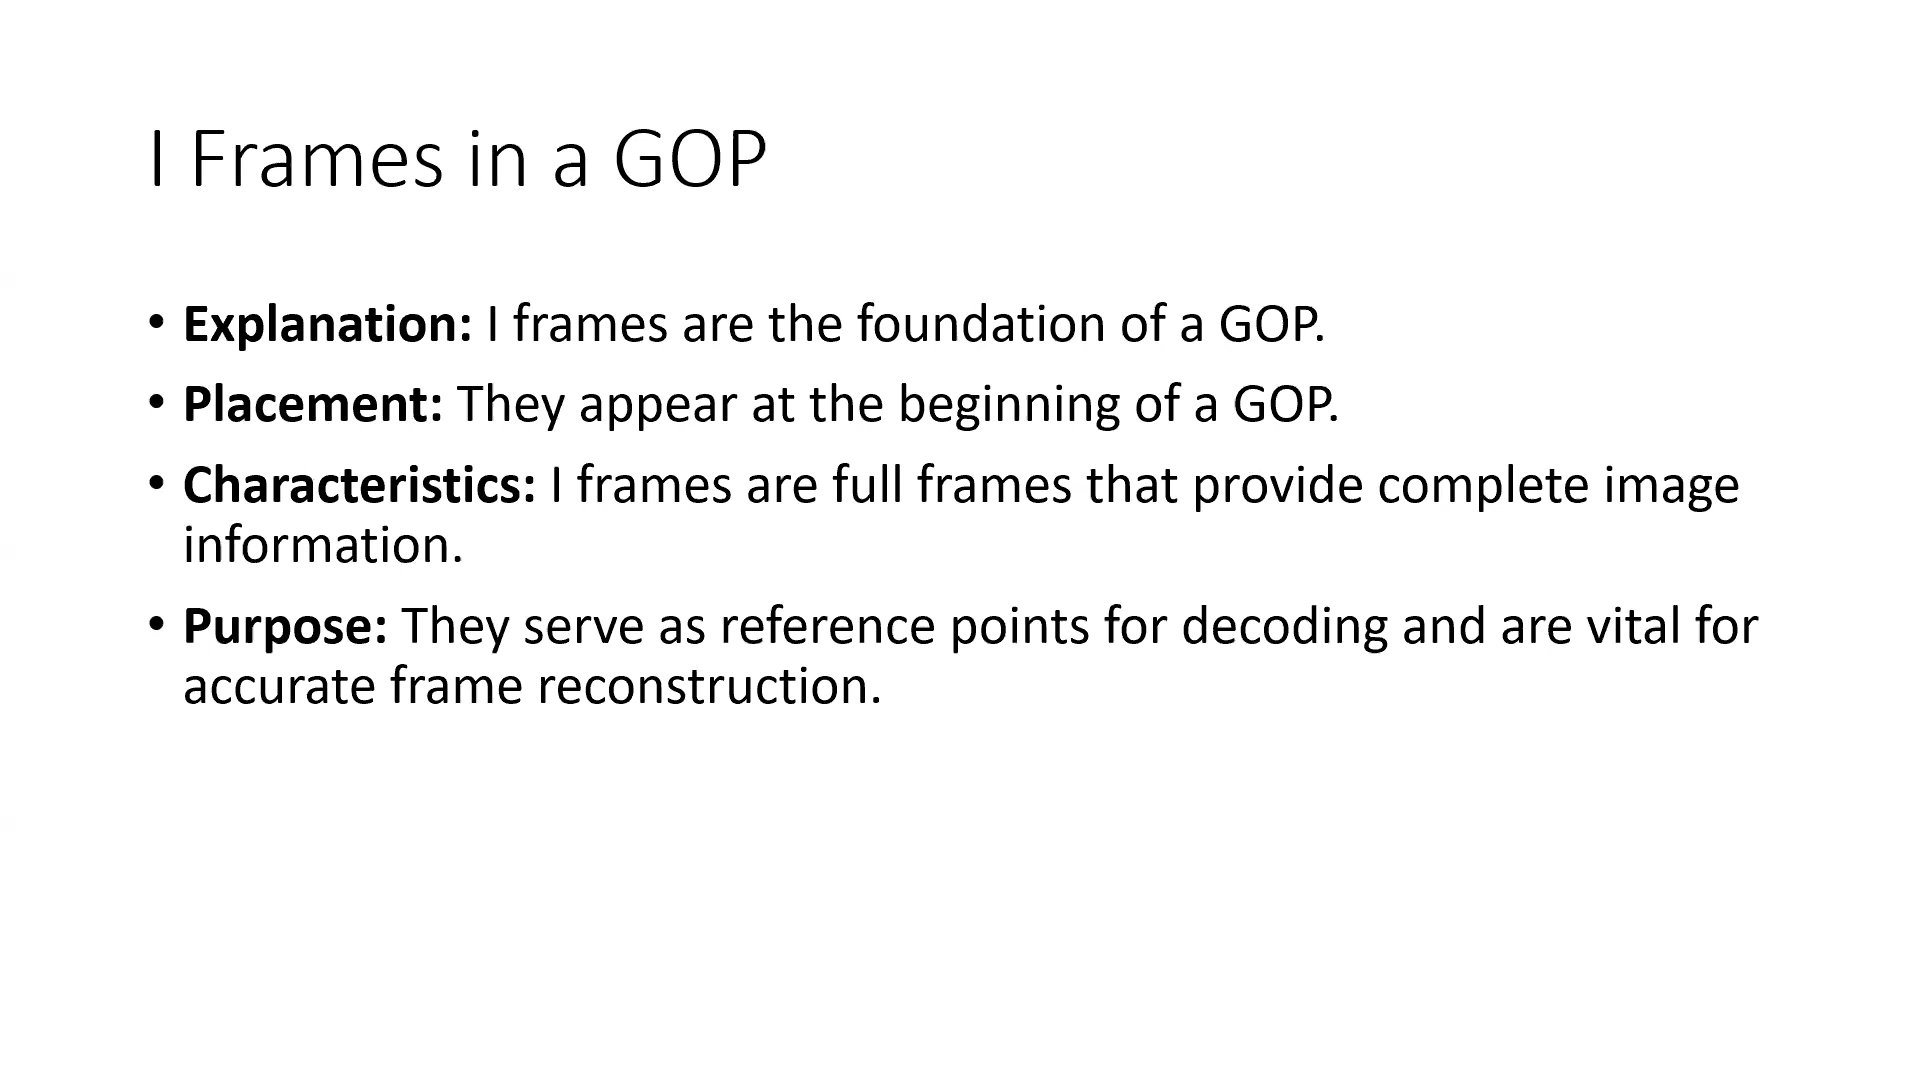 I Frames in a GOP
• Explanation: I frames are the foundation of a GOP.
• Placement: They appear at the beginning of a GOP.
• Characteristics: I frames are full frames that provide complete image
information.
• Purpose: They serve as reference points for decoding and are vital for
accurate frame reconstruction.